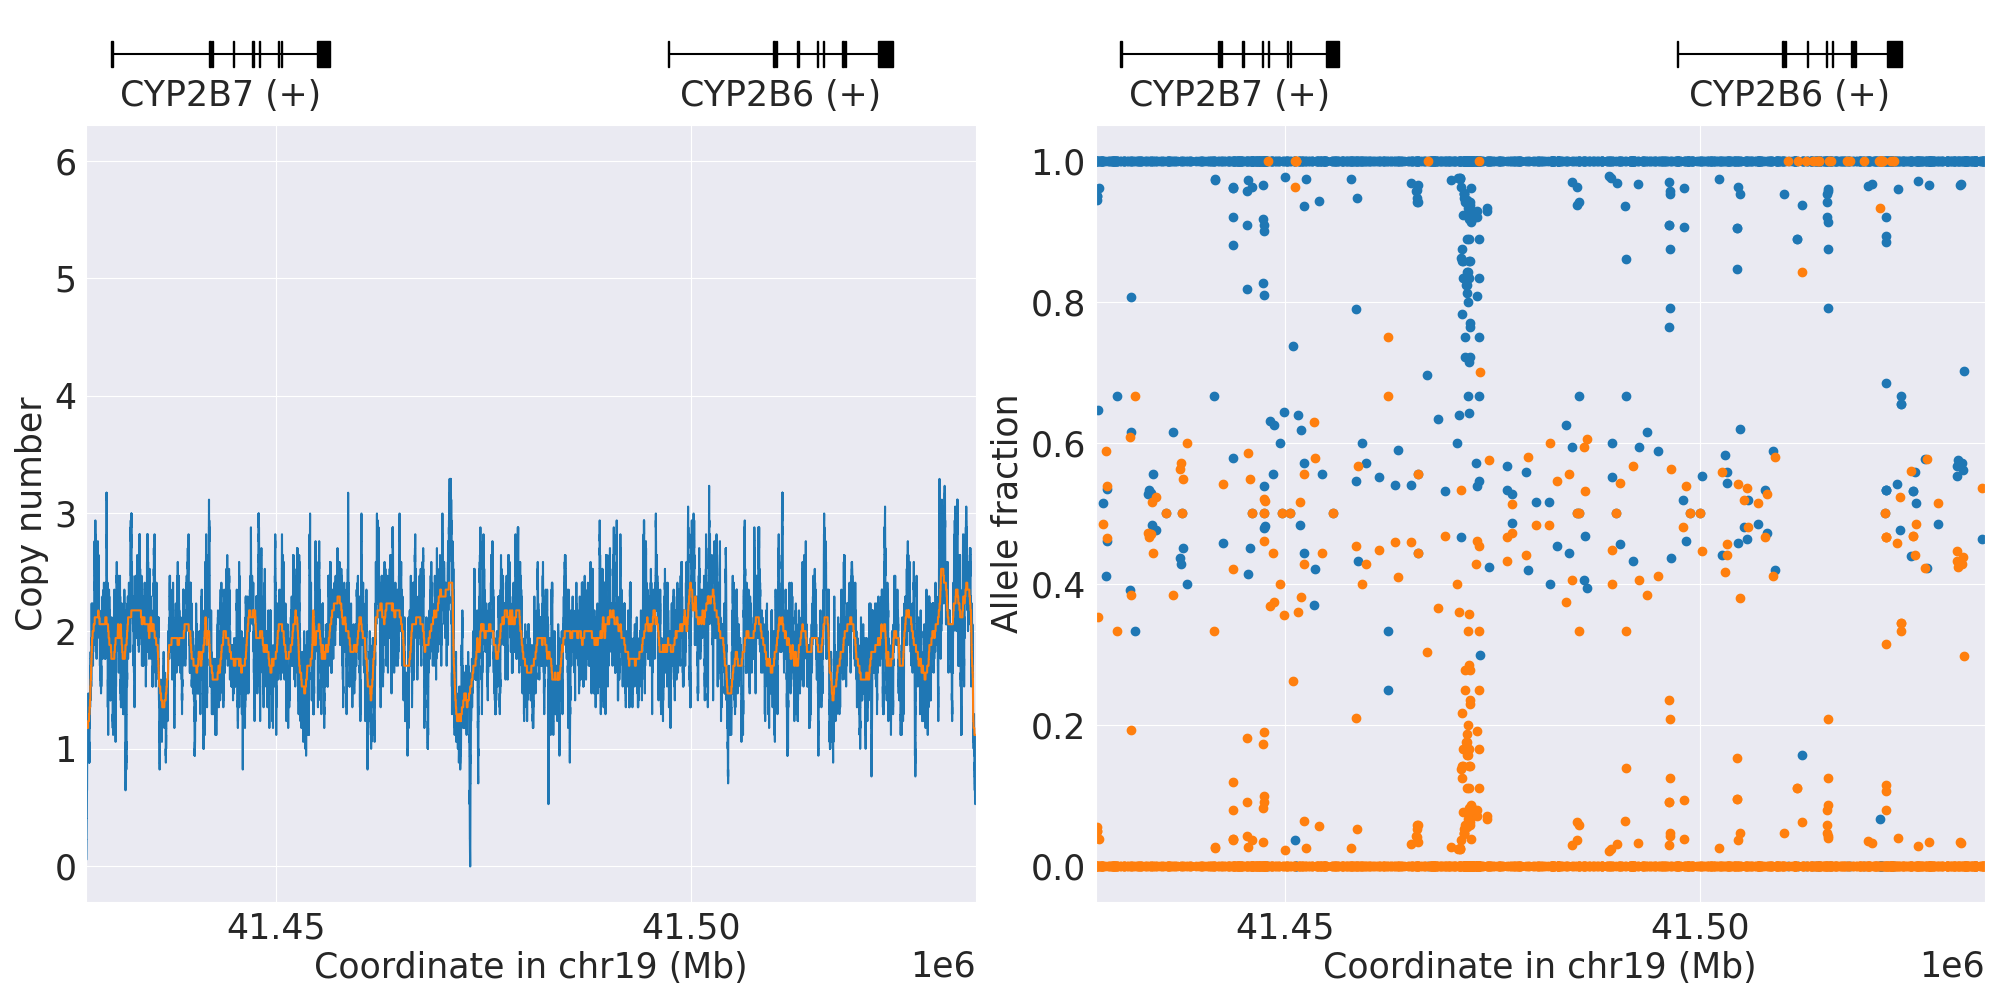 CYP2B7 (+)
CYP2B6 (+)
6
5
4
3
2
1
0
Copy number
41.45
41.50
Coordinate in chr19 (Mb)
1e6
CYP2B7 (+)
CYP2B6 (+)
1.0
0.8
0.6
0.4
0.2
0.0
Allele fraction
41.45
41.50
Coordinate in chr19 (Mb)
1e6